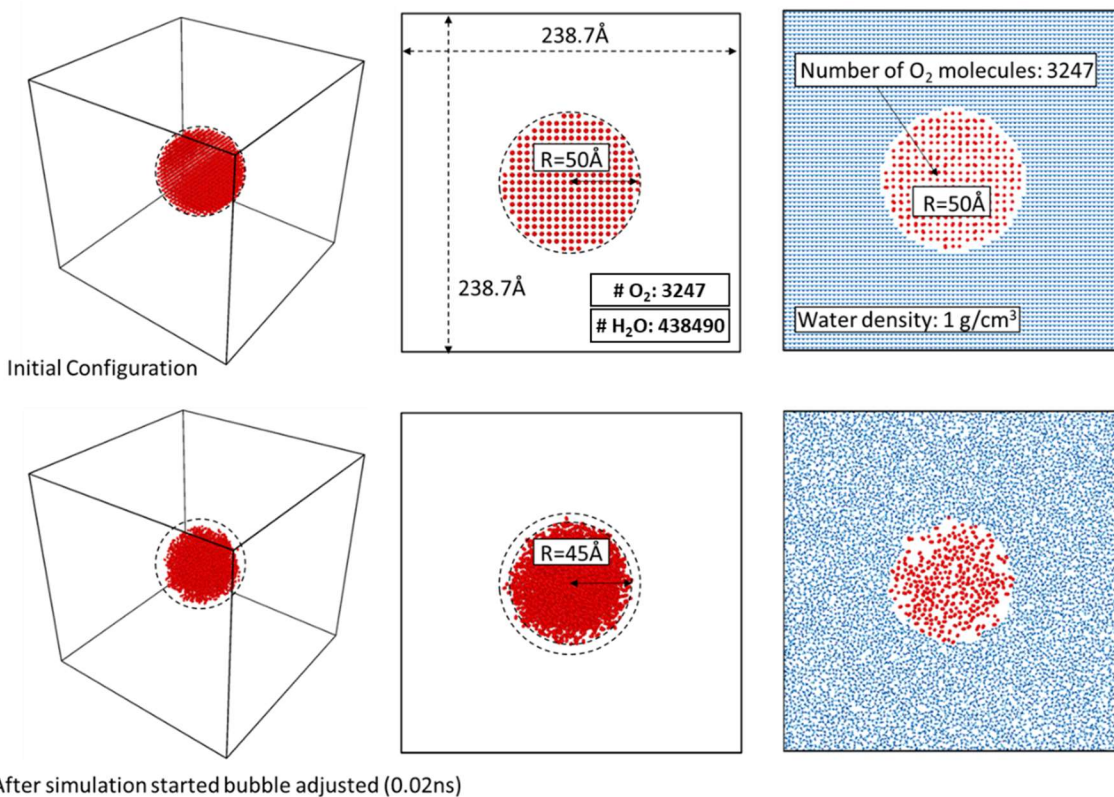 238.7Å
Number of O₂ molecules: 3247
R=50Å
R=50Å
238.7Å
# O₂: 3247
# H₂O: 438490
Water density: 1 g/cm³
Initial Configuration
R=45Å
After simulation started bubble adjusted (0.02ns)